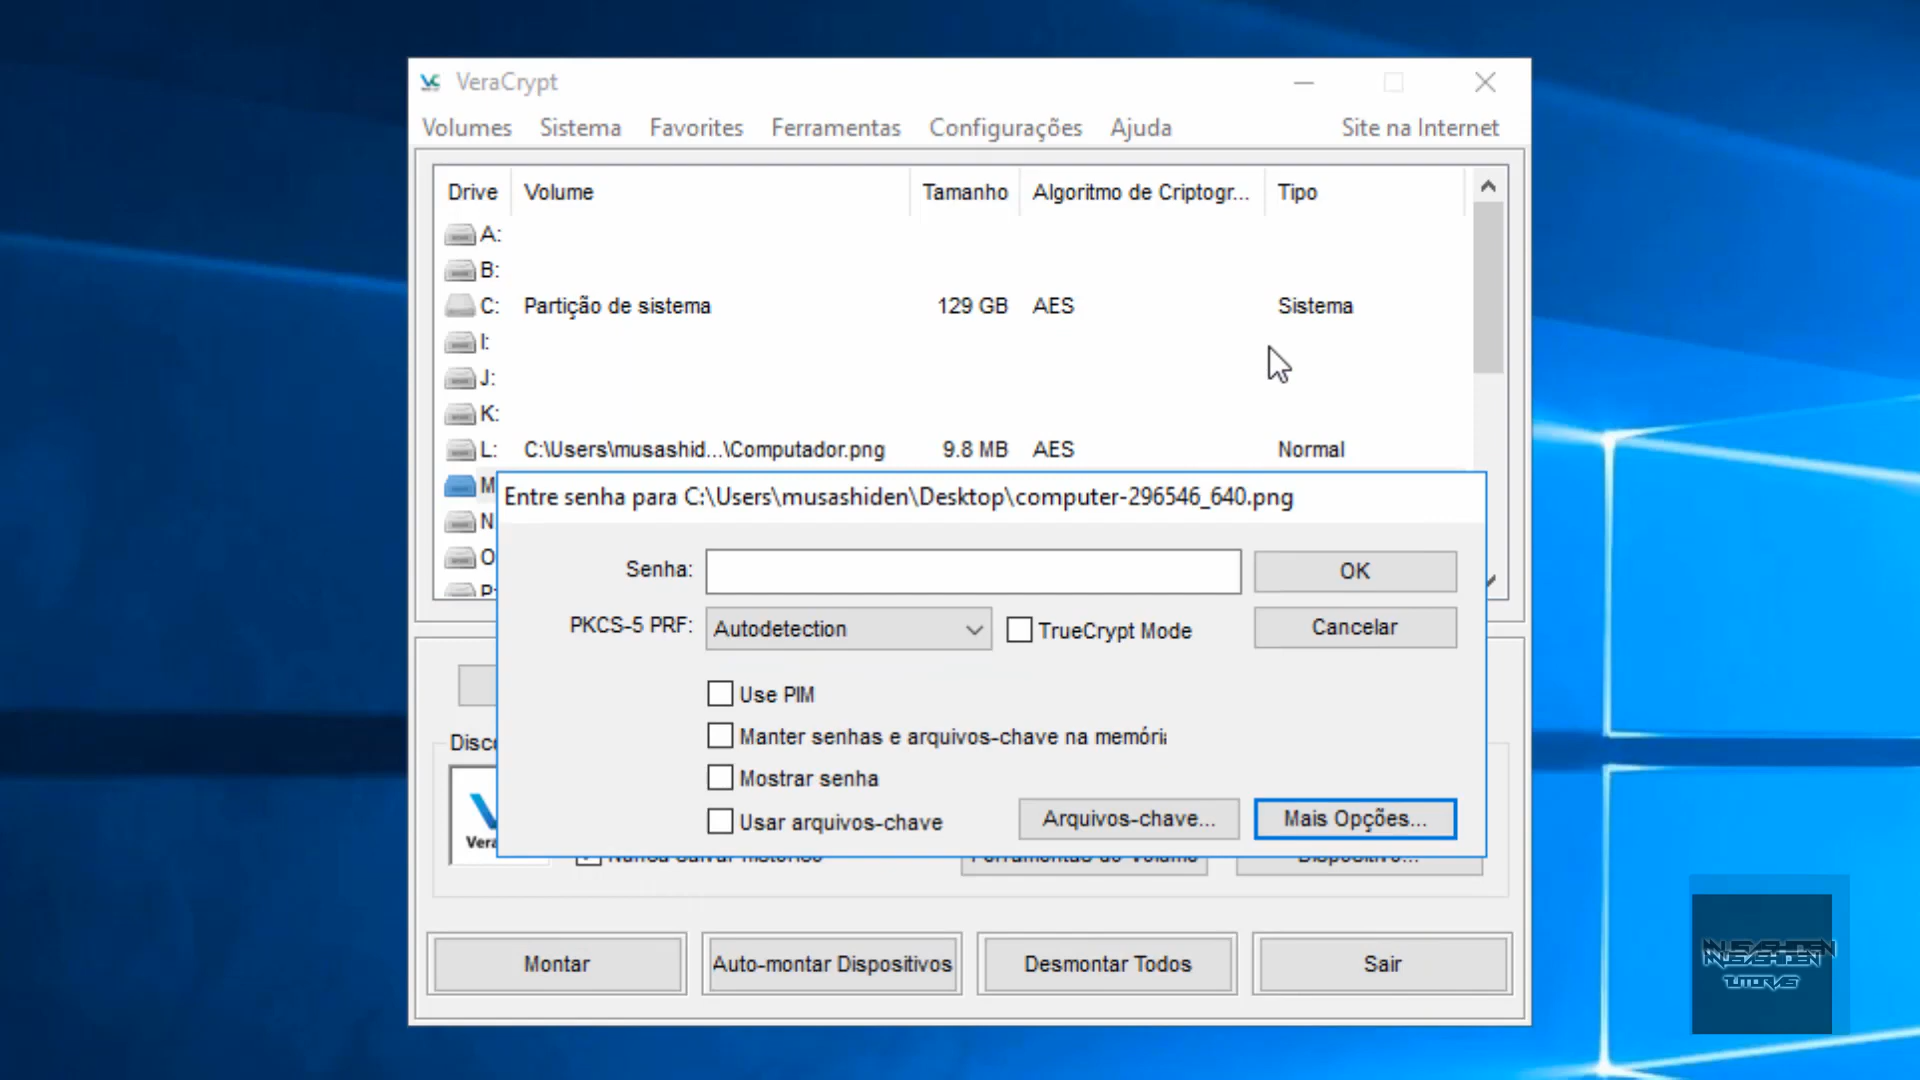 VeraCrypt
Volumes Sistema Favorites Ferramentas Configurações Ajuda Site na Internet
Drive Volume Tamanho Algoritmo de Criptogr... Tipo
A:
B:
C: Partição de sistema 129 GB AES Sistema
I:
J:
K:
L: C:\Users\musashid...\Computador.png 9.8 MB AES Normal
M
N
O
Entre senha para C:\Users\musashiden\Desktop\computer-296546_640.png
Senha: OK
PKCS-5 PRF: Autodetection TrueCrypt Mode Cancelar
Use PIM
Manter senhas e arquivos-chave na memóri
Mostrar senha
Usar arquivos-chave Arquivos-chave... Mais Opções...
Disco
Vera
Nunca salvar histórico Ferramentas do Volume Dispositivo...
Montar Auto-montar Dispositivos Desmontar Todos Sair
MUSASHIDEN